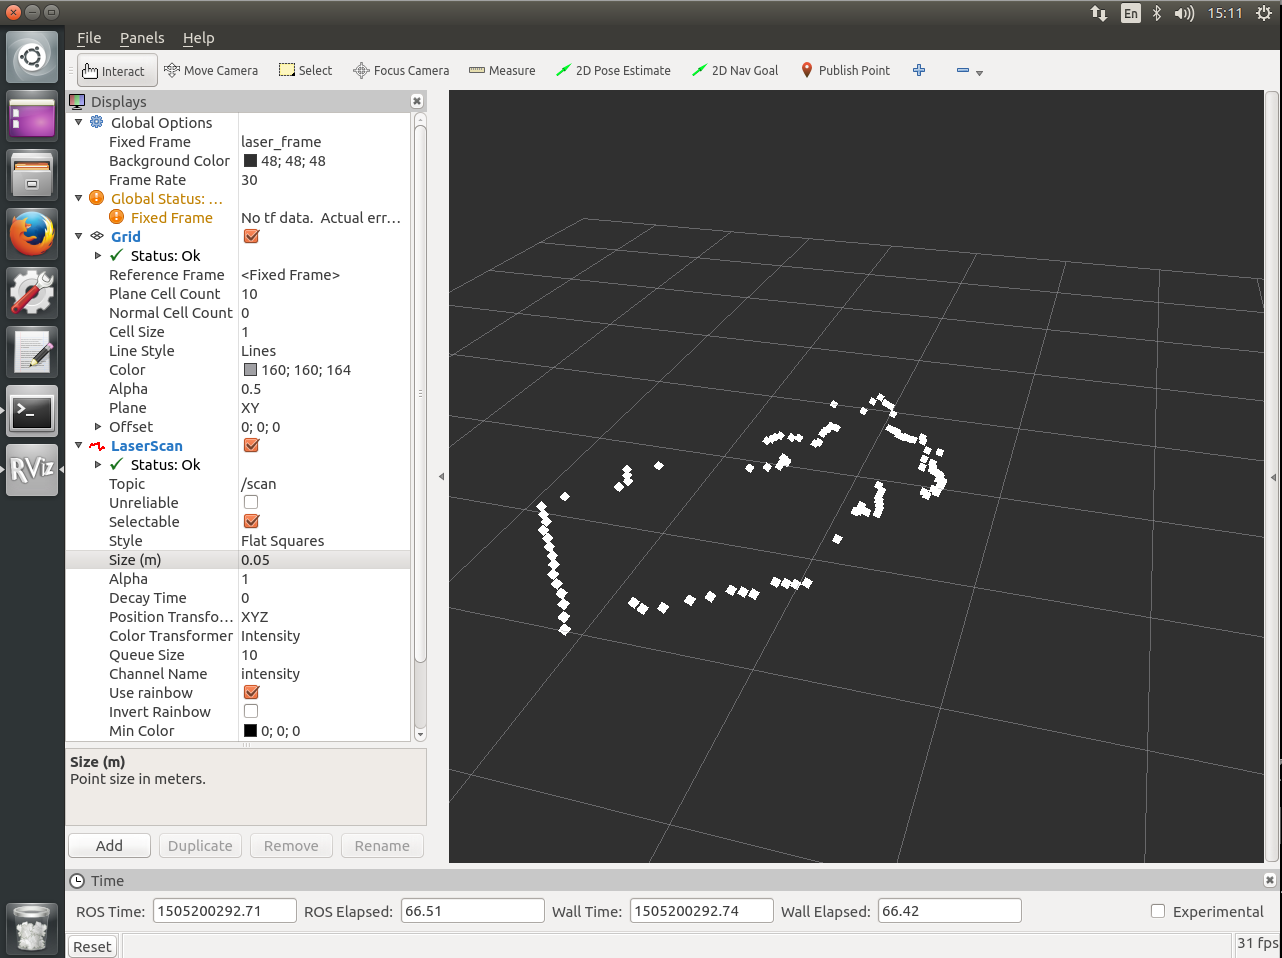 En 15:11
File Panels Help
Interact Move Camera Select Focus Camera Measure 2D Pose Estimate 2D Nav Goal Publish Point
Displays
Global Options
Fixed Frame laser_frame
Background Color 48; 48; 48
Frame Rate 30
Global Status: ...
Fixed Frame No tf data. Actual err...
Grid
Status: Ok
Reference Frame <Fixed Frame>
Plane Cell Count 10
Normal Cell Count 0
Cell Size 1
Line Style Lines
Color 160; 160; 164
Alpha 0.5
Plane XY
Offset 0; 0; 0
LaserScan
Status: Ok
Topic /scan
Unreliable
Selectable
Style Flat Squares
Size (m) 0.05
Alpha 1
Decay Time 0
Position Transfo... XYZ
Color Transformer Intensity
Queue Size 10
Channel Name intensity
Use rainbow
Invert Rainbow
Min Color 0; 0; 0
RViz
Size (m)
Point size in meters.
Add Duplicate Remove Rename
Time
ROS Time: 1505200292.71 ROS Elapsed: 66.51 Wall Time: 1505200292.74 Wall Elapsed: 66.42 Experimental
Reset 31 fps